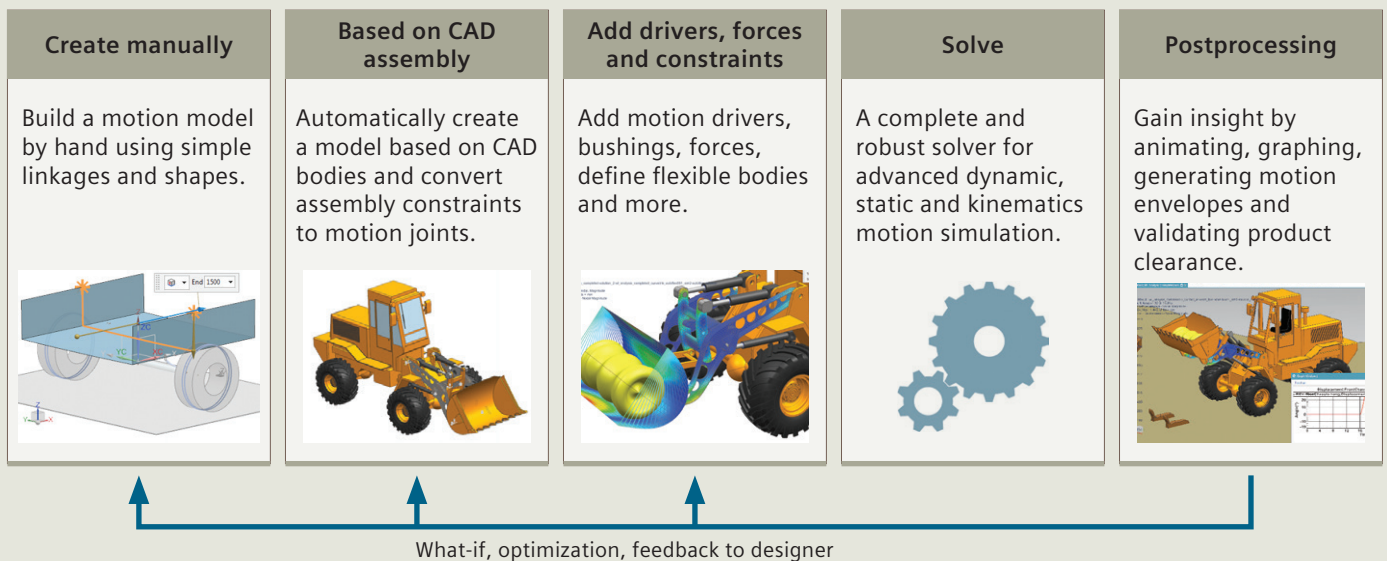 Create manually
Build a motion model
by hand using simple
linkages and shapes.
End 1500
ZC
YC
Z
Y
X
Based on CAD
assembly
Automatically create
a model based on CAD
bodies and convert
assembly constraints
to motion joints.
Add drivers, forces
and constraints
Add motion drivers,
bushings, forces,
define flexible bodies
and more.
Solve
A complete and
robust solver for
advanced dynamic,
static and kinematics
motion simulation.
Postprocessing
Gain insight by
animating, graphing,
generating motion
envelopes and
validating product
clearance.
What-if, optimization, feedback to designer